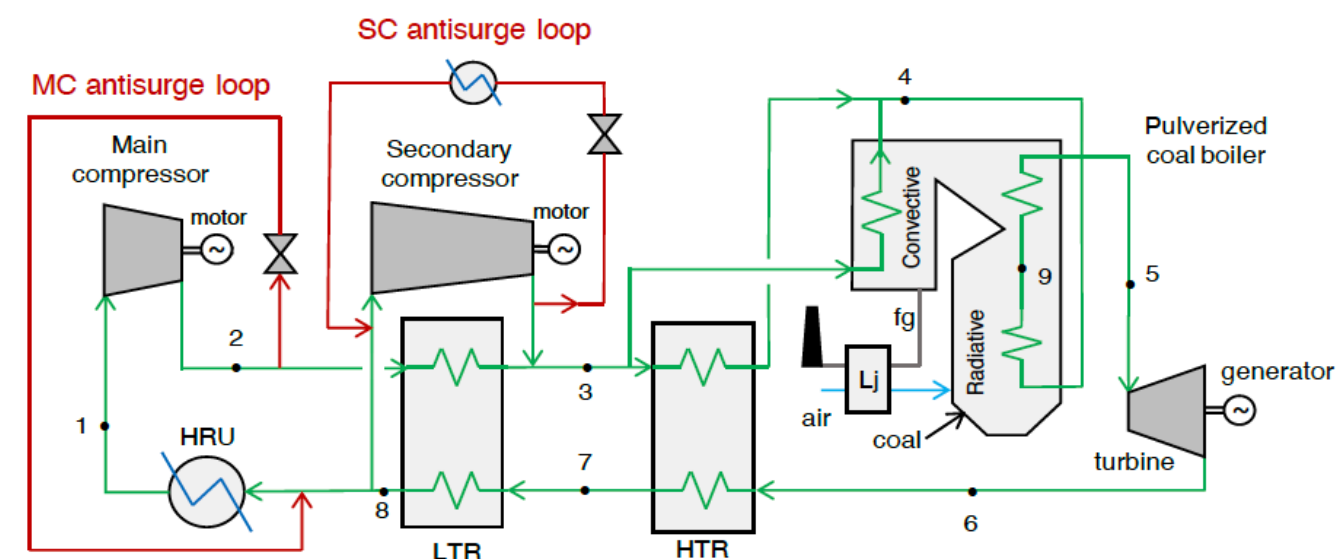 SC antisurge loop
MC antisurge loop
4
Main
compressor
Secondary
compressor
Pulverized
coal boiler
motor
~
motor
~
Convective
9
5
2
fg
Radiative
3
Lj
generator
~
air
1
HRU
coal
turbine
7
8
6
LTR
HTR